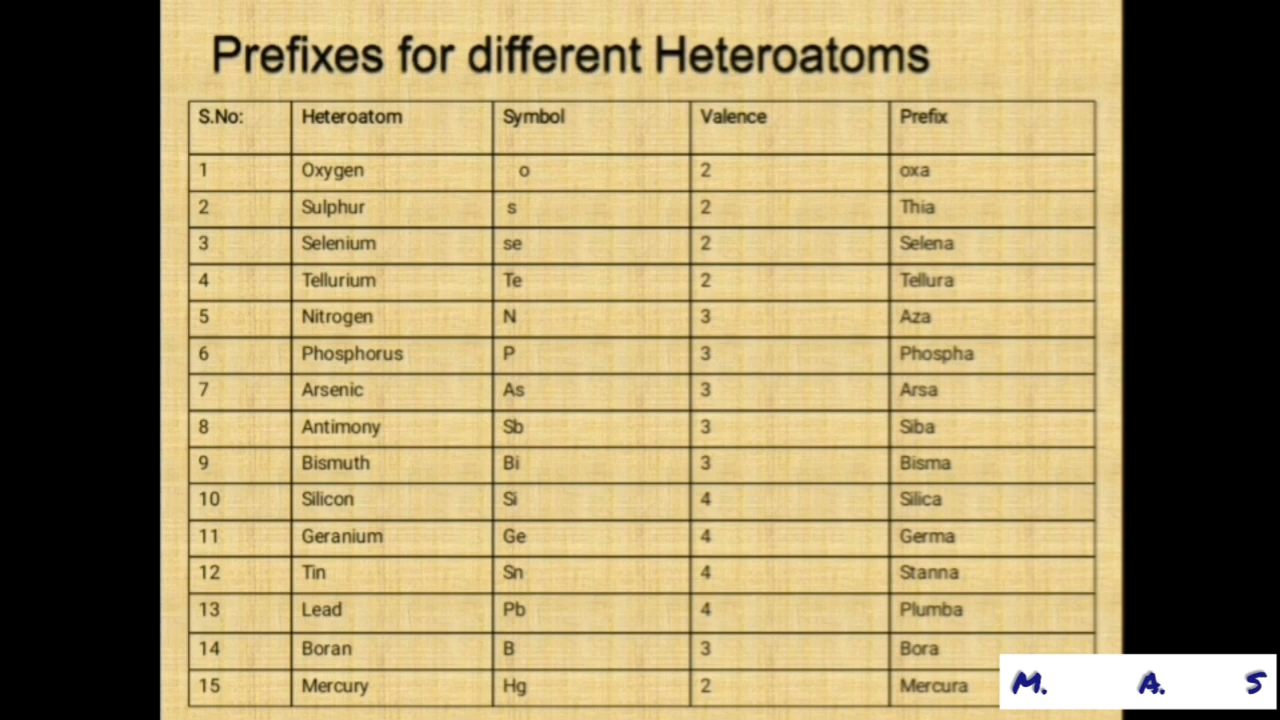 Prefixes for different Heteroatoms
S.No: Heteroatom Symbol Valence Prefix
1 Oxygen o 2 oxa
2 Sulphur s 2 Thia
3 Selenium se 2 Selena
4 Tellurium Te 2 Tellura
5 Nitrogen N 3 Aza
6 Phosphorus P 3 Phospha
7 Arsenic As 3 Arsa
8 Antimony Sb 3 Siba
9 Bismuth Bi 3 Bisma
10 Silicon Si 4 Silica
11 Geranium Ge 4 Germa
12 Tin Sn 4 Stanna
13 Lead Pb 4 Plumba
14 Boran B 3 Bora
15 Mercury Hg 2 Mercura
M. A. S